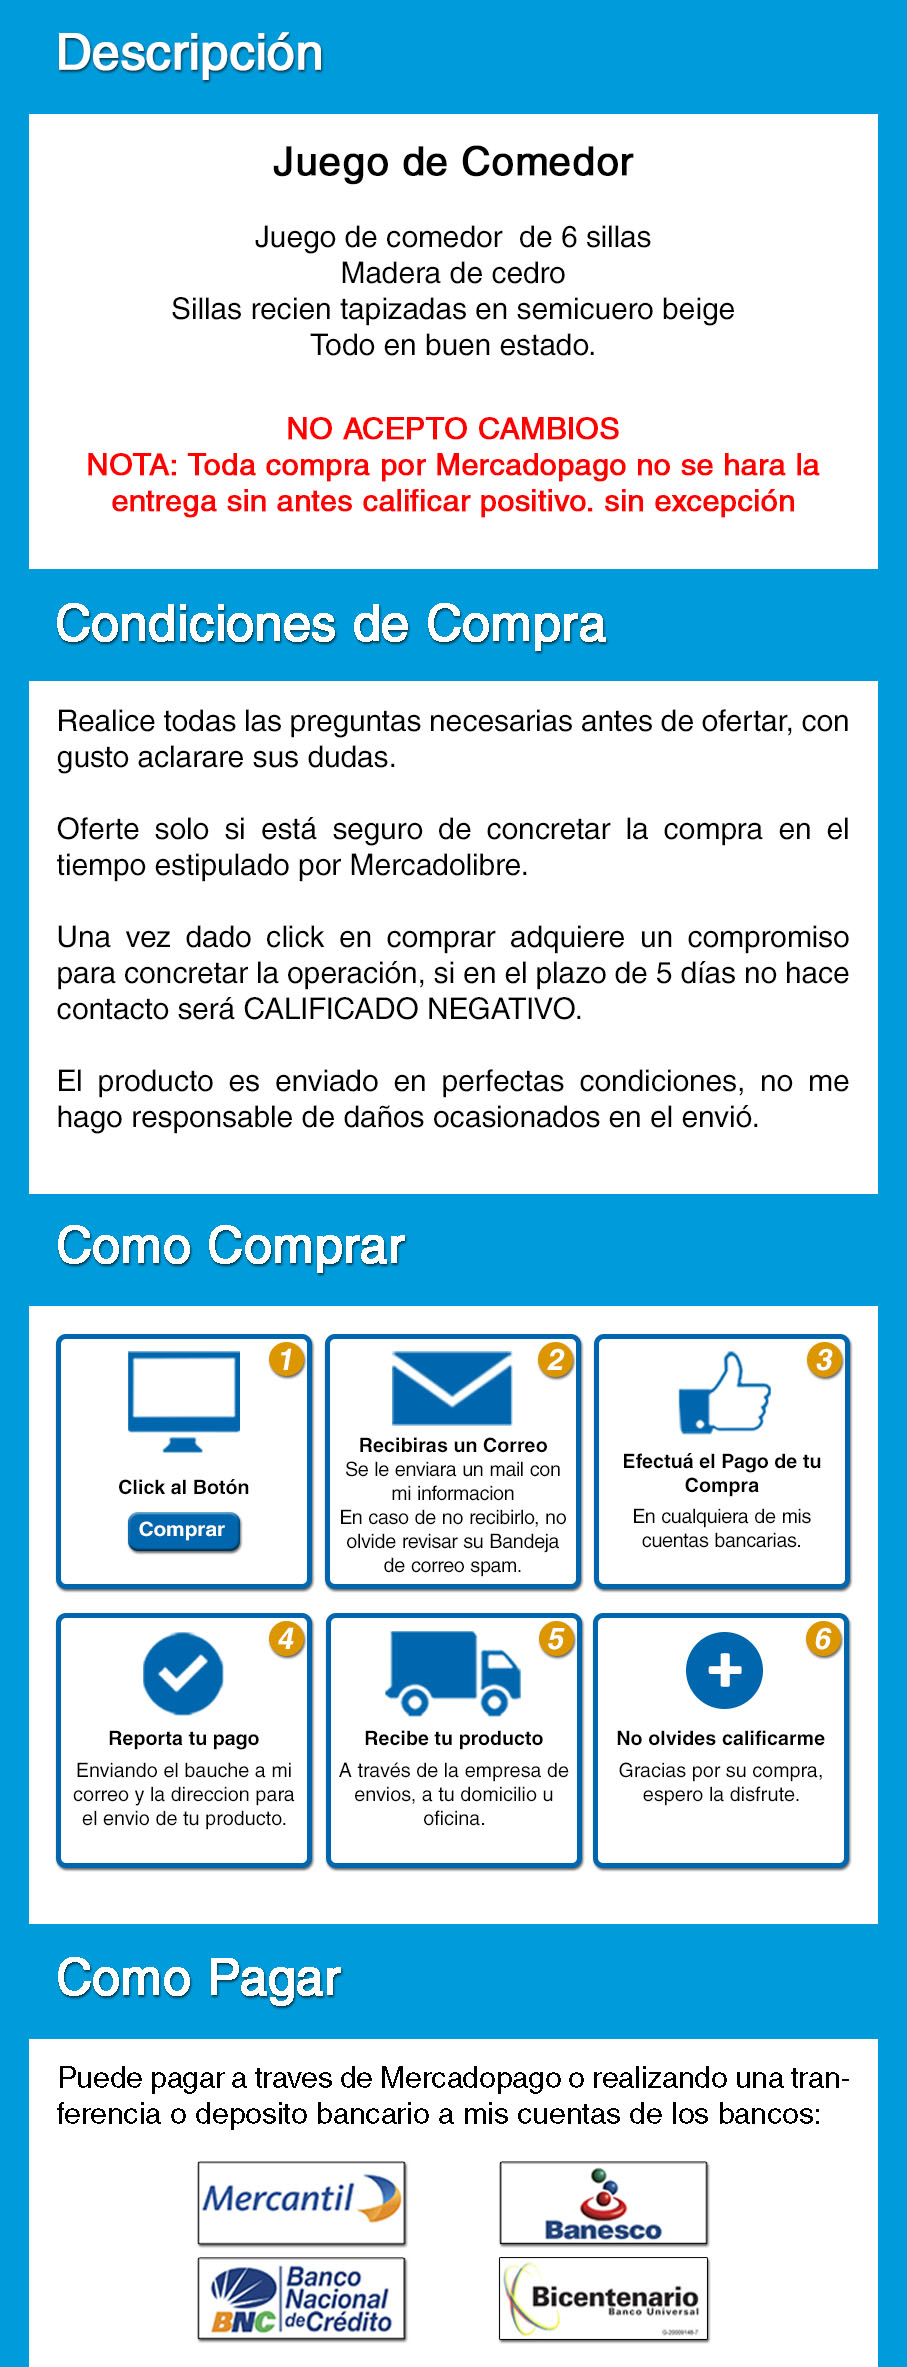 Descripción
Juego de Comedor
Juego de comedor  de 6 sillas
Madera de cedro
Sillas recien tapizadas en semicuero beige
Todo en buen estado.
NO ACEPTO CAMBIOS
NOTA: Toda compra por Mercadopago no se hara la
entrega sin antes calificar positivo. sin excepción
Condiciones de Compra
Realice todas las preguntas necesarias antes de ofertar, con
gusto aclarare sus dudas.
Oferte solo si está seguro de concretar la compra en el
tiempo estipulado por Mercadolibre.
Una vez dado click en comprar adquiere un compromiso
para concretar la operación, si en el plazo de 5 días no hace
contacto será CALIFICADO NEGATIVO.
El producto es enviado en perfectas condiciones, no me
hago responsable de daños ocasionados en el envió.
Como Comprar
1
Click al Botón
Comprar
2
Recibiras un Correo
Se le enviara un mail con
mi informacion
En caso de no recibirlo, no
olvide revisar su Bandeja
de correo spam.
3
Efectuá el Pago de tu
Compra
En cualquiera de mis
cuentas bancarias.
4
Reporta tu pago
Enviando el bauche a mi
correo y la direccion para
el envio de tu producto.
5
Recibe tu producto
A través de la empresa de
envios, a tu domicilio u
oficina.
6
No olvides calificarme
Gracias por su compra,
espero la disfrute.
Como Pagar
Puede pagar a traves de Mercadopago o realizando una tran-
ferencia o deposito bancario a mis cuentas de los bancos:
Mercantil
Banesco
BNC
Banco
Nacional
de Crédito
Bicentenario
Banco Universal
G-20009148-7